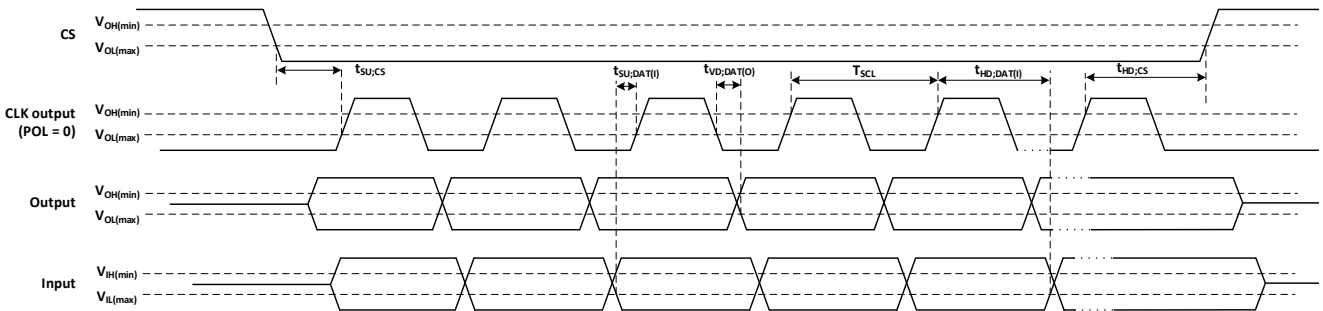 CS
VOH(min)
VOL(max)
tSU;CS
tSU;DAT(I)
tVD;DAT(O)
TSCL
tHD;DAT(I)
tHD;CS
CLK output
(POL = 0)
VOH(min)
VOL(max)
Output
VOH(min)
VOL(max)
Input
VIH(min)
VIL(max)